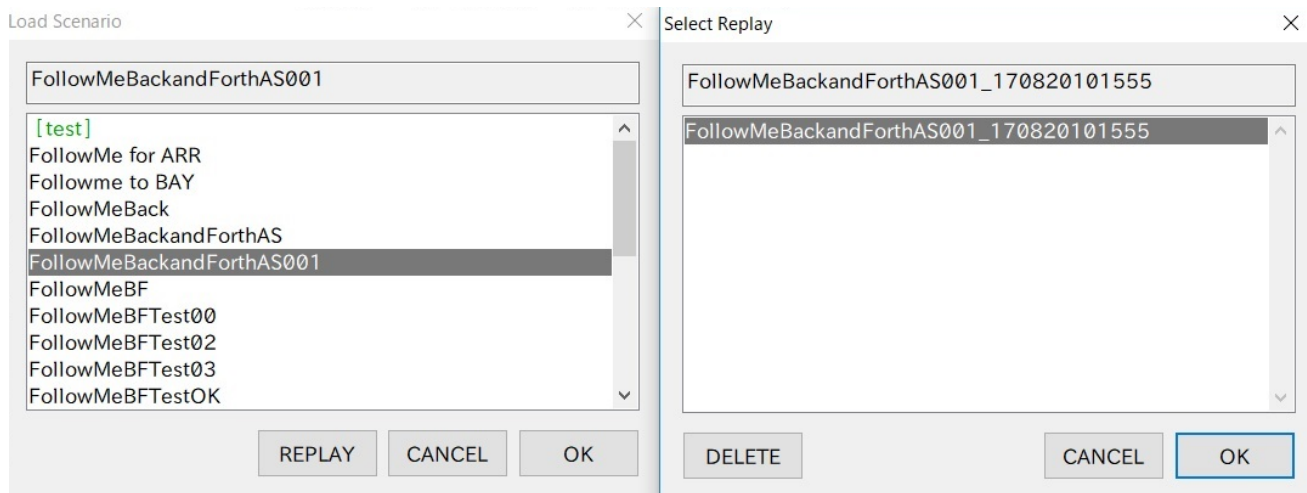 Load Scenario
FollowMeBackandForthAS001
[test]
FollowMe for ARR
Followme to BAY
FollowMeBack
FollowMeBackandForthAS
FollowMeBackandForthAS001
FollowMeBF
FollowMeBFTest00
FollowMeBFTest02
FollowMeBFTest03
FollowMeBFTestOK
REPLAY CANCEL OK
Select Replay
FollowMeBackandForthAS001_170820101555
FollowMeBackandForthAS001_170820101555
DELETE CANCEL OK